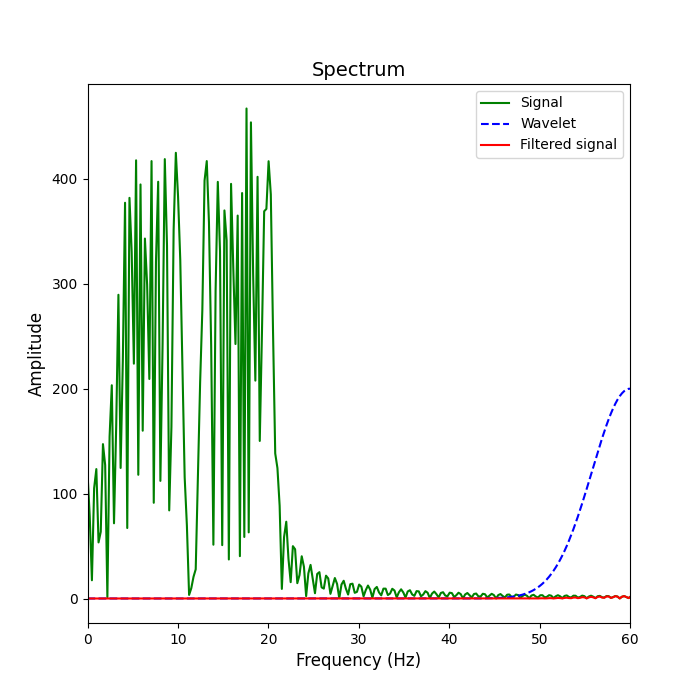 Spectrum
Signal
Wavelet
Filtered signal
Amplitude
400
300
200
100
0
0 10 20 30 40 50 60
Frequency (Hz)